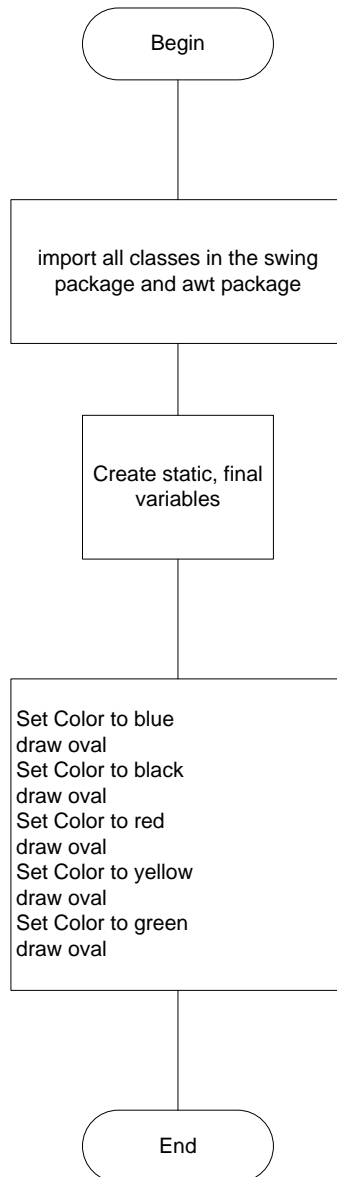 Begin
import all classes in the swing
package and awt package
Create static, final
variables
Set Color to blue
draw oval
Set Color to black
draw oval
Set Color to red
draw oval
Set Color to yellow
draw oval
Set Color to green
draw oval
End